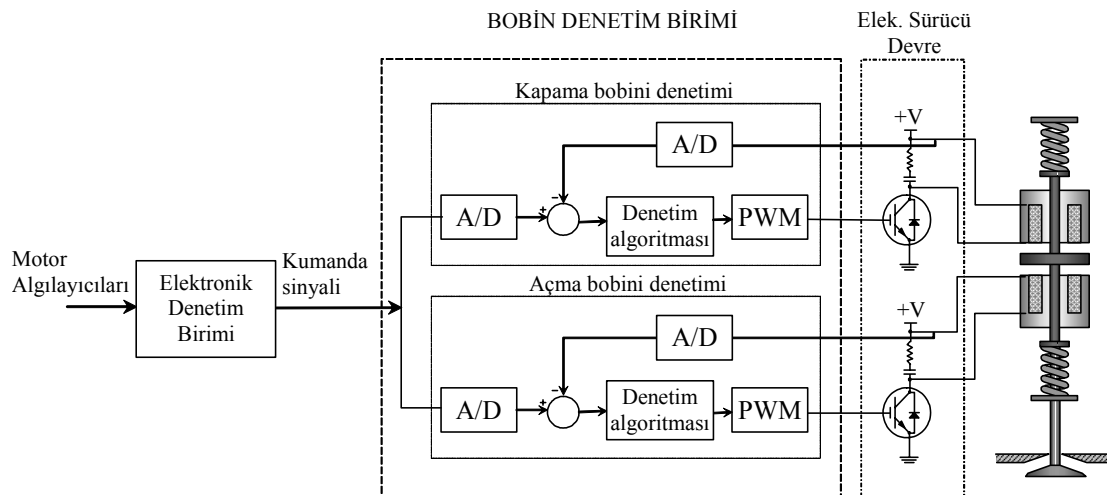 BOBİN DENETİM BİRİMİ
Elek. Sürücü
Devre
Kapama bobini denetimi
+V
A/D
A/D
+
−
Denetim
algoritması
PWM
Motor
Algılayıcıları
Elektronik
Denetim
Birimi
Kumanda
sinyali
Açma bobini denetimi
+V
A/D
A/D
+
−
Denetim
algoritması
PWM